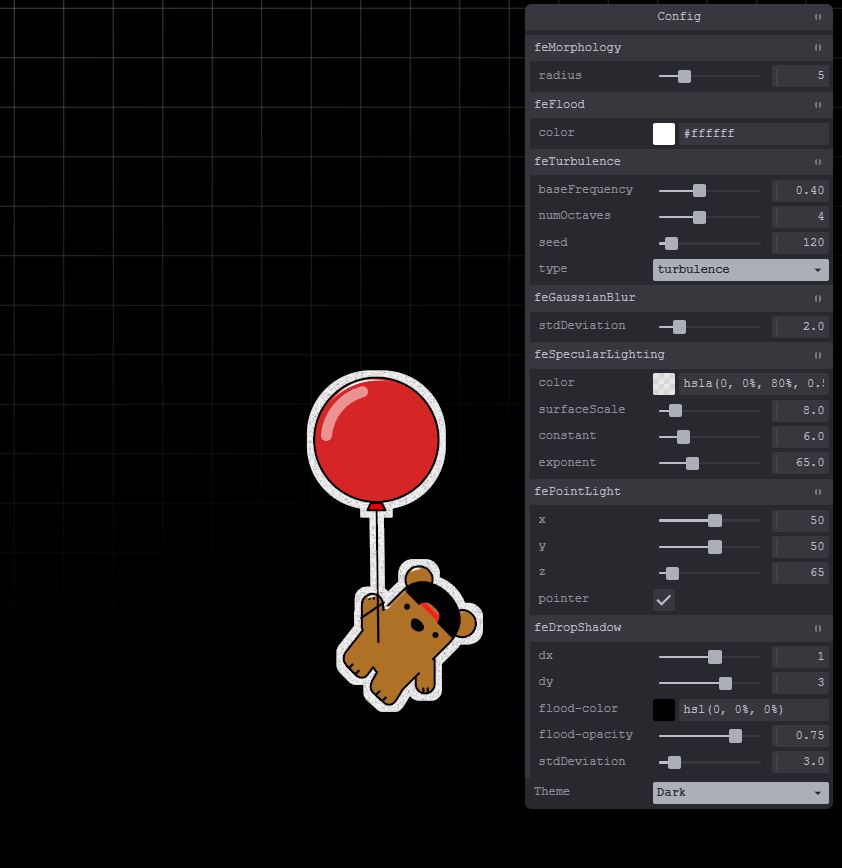 Config
feMorphology
radius 5
feFlood
color #ffffff
feTurbulence
baseFrequency 0.40
numOctaves 4
seed 120
type turbulence
feGaussianBlur
stdDeviation 2.0
feSpecularLighting
color hsla(0, 0%, 80%, 0.
surfaceScale 8.0
constant 6.0
exponent 65.0
fePointLight
x 50
y 50
z 65
pointer
feDropShadow
dx 1
dy 3
flood-color hsl(0, 0%, 0%)
flood-opacity 0.75
stdDeviation 3.0
Theme Dark